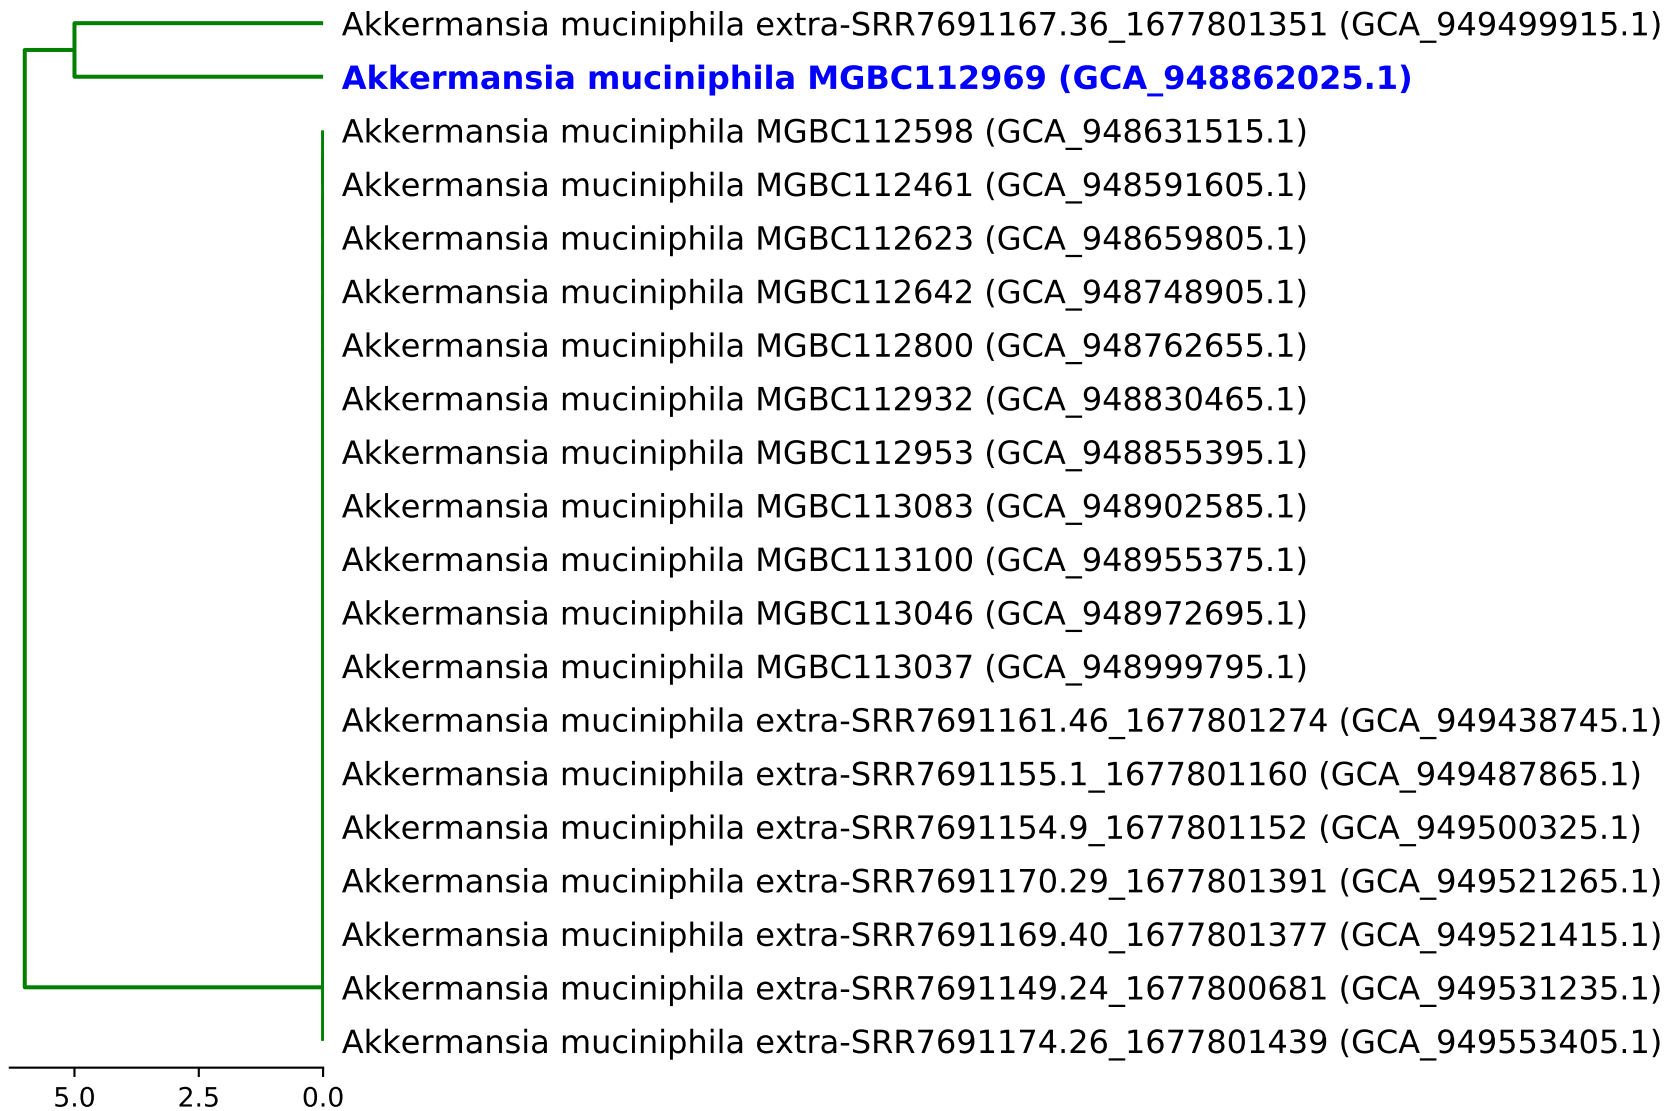 Akkermansia muciniphila extra-SRR7691167.36_1677801351 (GCA_949499915.1)
Akkermansia muciniphila MGBC112969 (GCA_948862025.1)
Akkermansia muciniphila MGBC112598 (GCA_948631515.1)
Akkermansia muciniphila MGBC112461 (GCA_948591605.1)
Akkermansia muciniphila MGBC112623 (GCA_948659805.1)
Akkermansia muciniphila MGBC112642 (GCA_948748905.1)
Akkermansia muciniphila MGBC112800 (GCA_948762655.1)
Akkermansia muciniphila MGBC112932 (GCA_948830465.1)
Akkermansia muciniphila MGBC112953 (GCA_948855395.1)
Akkermansia muciniphila MGBC113083 (GCA_948902585.1)
Akkermansia muciniphila MGBC113100 (GCA_948955375.1)
Akkermansia muciniphila MGBC113046 (GCA_948972695.1)
Akkermansia muciniphila MGBC113037 (GCA_948999795.1)
Akkermansia muciniphila extra-SRR7691161.46_1677801274 (GCA_949438745.1)
Akkermansia muciniphila extra-SRR7691155.1_1677801160 (GCA_949487865.1)
Akkermansia muciniphila extra-SRR7691154.9_1677801152 (GCA_949500325.1)
Akkermansia muciniphila extra-SRR7691170.29_1677801391 (GCA_949521265.1)
Akkermansia muciniphila extra-SRR7691169.40_1677801377 (GCA_949521415.1)
Akkermansia muciniphila extra-SRR7691149.24_1677800681 (GCA_949531235.1)
Akkermansia muciniphila extra-SRR7691174.26_1677801439 (GCA_949553405.1)
5.0 2.5 0.0